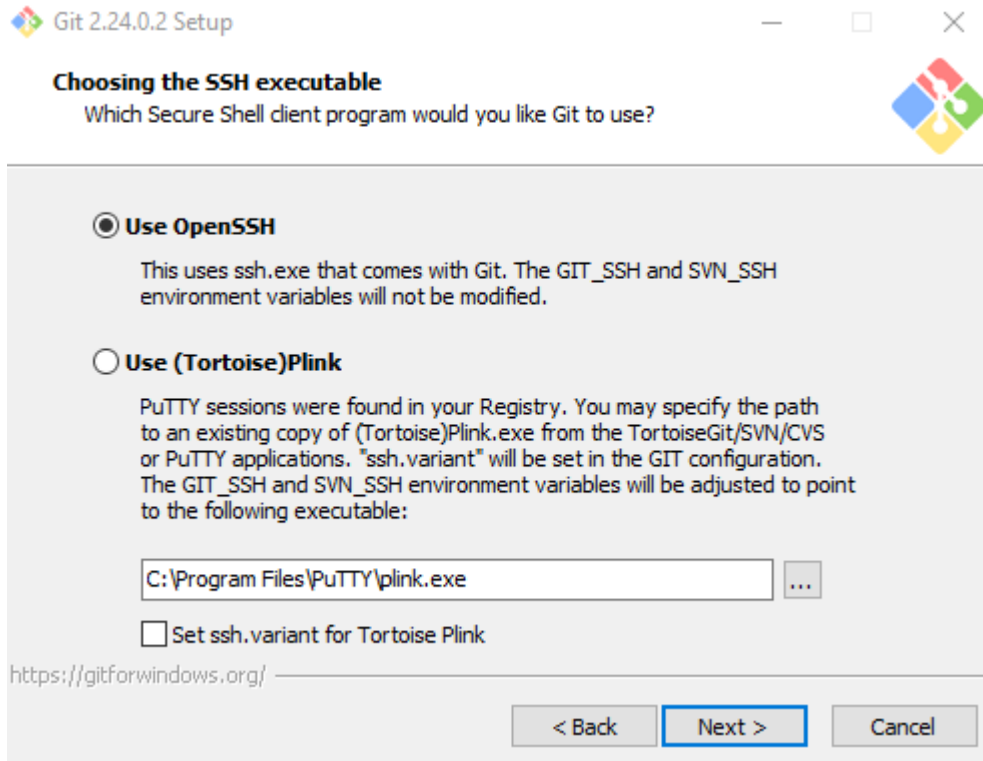 Git 2.24.0.2 Setup
Choosing the SSH executable
Which Secure Shell client program would you like Git to use?
Use OpenSSH
This uses ssh.exe that comes with Git. The GIT_SSH and SVN_SSH
environment variables will not be modified.
Use (Tortoise)Plink
PuTTY sessions were found in your Registry. You may specify the path
to an existing copy of (Tortoise)Plink.exe from the TortoiseGit/SVN/CVS
or PuTTY applications. "ssh.variant" will be set in the GIT configuration.
The GIT_SSH and SVN_SSH environment variables will be adjusted to point
to the following executable:
C:\Program Files\PuTTY\plink.exe
...
Set ssh.variant for Tortoise Plink
https://gitforwindows.org/
< Back Next > Cancel